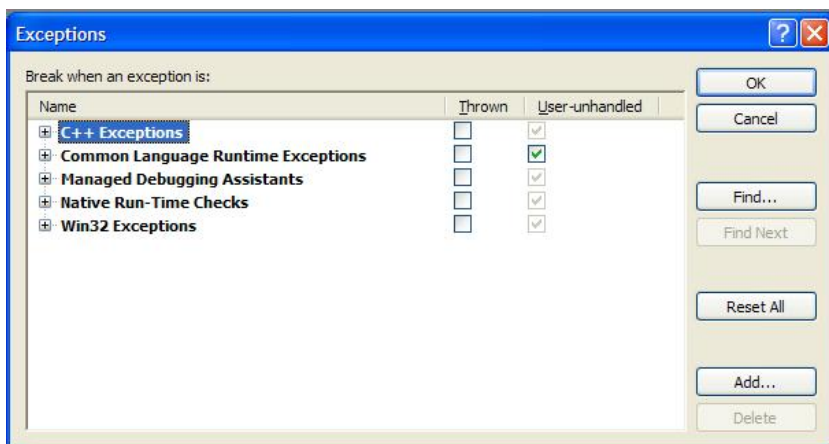 Exceptions
Break when an exception is:
Name Thrown User-unhandled
C++ Exceptions
Common Language Runtime Exceptions
Managed Debugging Assistants
Native Run-Time Checks
Win32 Exceptions
OK
Cancel
Find...
Find Next
Reset All
Add...
Delete